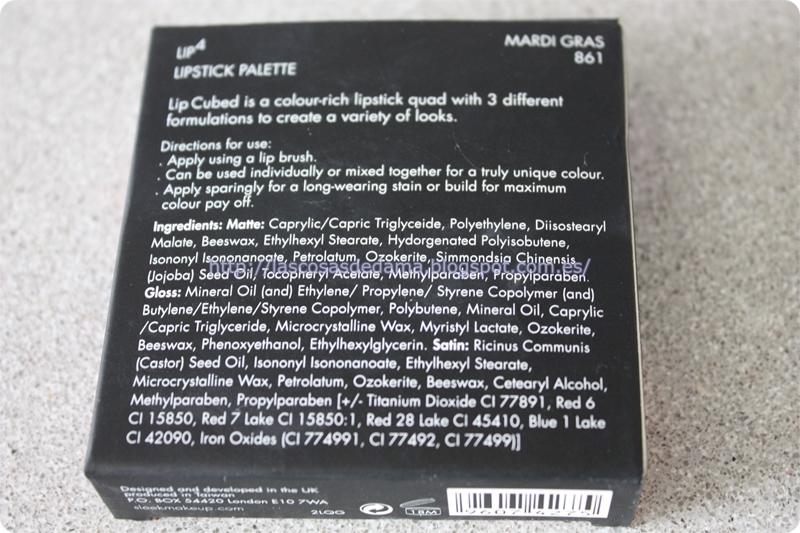 LIP4
MARDI GRAS
LIPSTICK PALETTE
861
Lip Cubed is a colour-rich lipstick quad with 3 different
formulations to create a variety of looks.
Directions for use:
. Apply using a lip brush.
. Can be used individually or mixed together for a truly unique colour.
. Apply sparingly for a long-wearing stain or build for maximum
colour pay off.
Ingredients: Matte: Caprylic/Capric Triglyceide, Polyethylene, Diisostearyl
Malate, Beeswax, Ethylhexyl Stearate, Hydorgenated Polyisobutene,
Isononyl Isononanoate, Petrolatum, Ozokerite, Simmondsia Chinensis
http://lascosasdegama.blogspot.com.es/
(Jojoba) Seed Oil, Tocopheryl Acetate, Methylparaben, Propylparaben.
Gloss: Mineral Oil (and) Ethylene/ Propylene/ Styrene Copolymer (and)
Butylene/Ethylene/Styrene Copolymer, Polybutene, Mineral Oil, Caprylic
/Capric Triglyceride, Microcrystalline Wax, Myristyl Lactate, Ozokerite,
Beeswax, Phenoxyethanol, Ethylhexylglycerin. Satin: Ricinus Communis
(Castor) Seed Oil, Isononyl Isononanoate, Ethylhexyl Stearate,
Microcrystalline Wax, Petrolatum, Ozokerite, Beeswax, Cetearyl Alcohol,
Methylparaben, Propylparaben [+/- Titanium Dioxide CI 77891, Red 6
CI 15850, Red 7 Lake CI 15850:1, Red 28 Lake CI 45410, Blue 1 Lake
CI 42090, Iron Oxides (CI 774991, CI 77492, CI 77499)]
Designed and developed in the UK
produced in Taiwan
P.O. BOX 54420 London E10 7WA
sleekmakeup.com
2LGG
18M